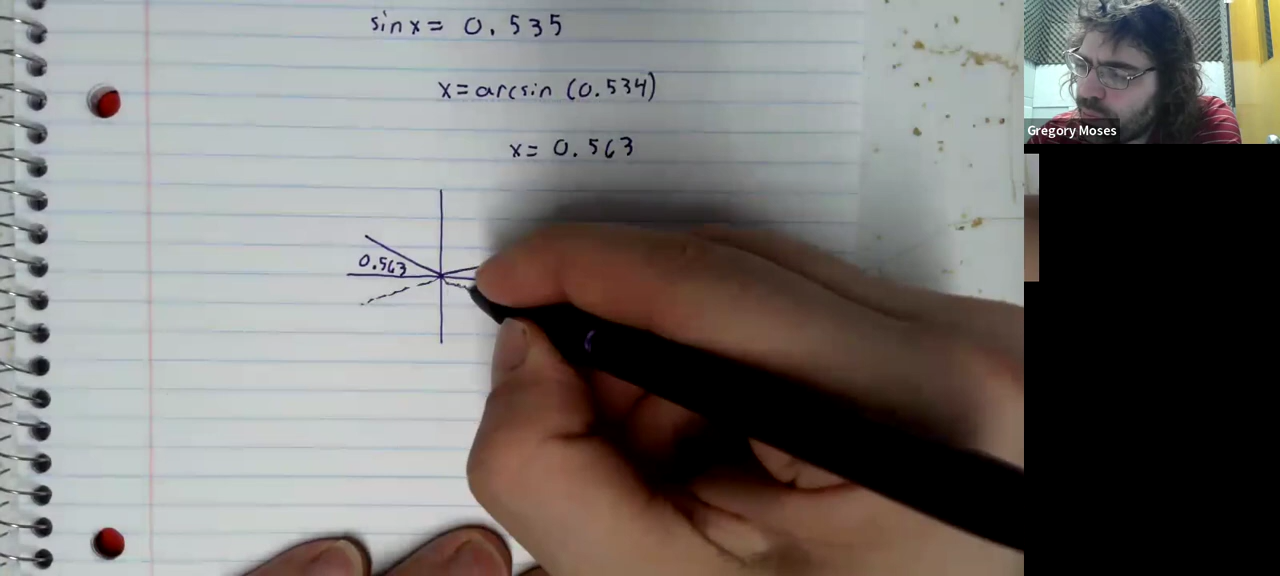 sin x = 0.535
x = arcsin (0.534)
x = 0.563
0.563
Gregory Moses